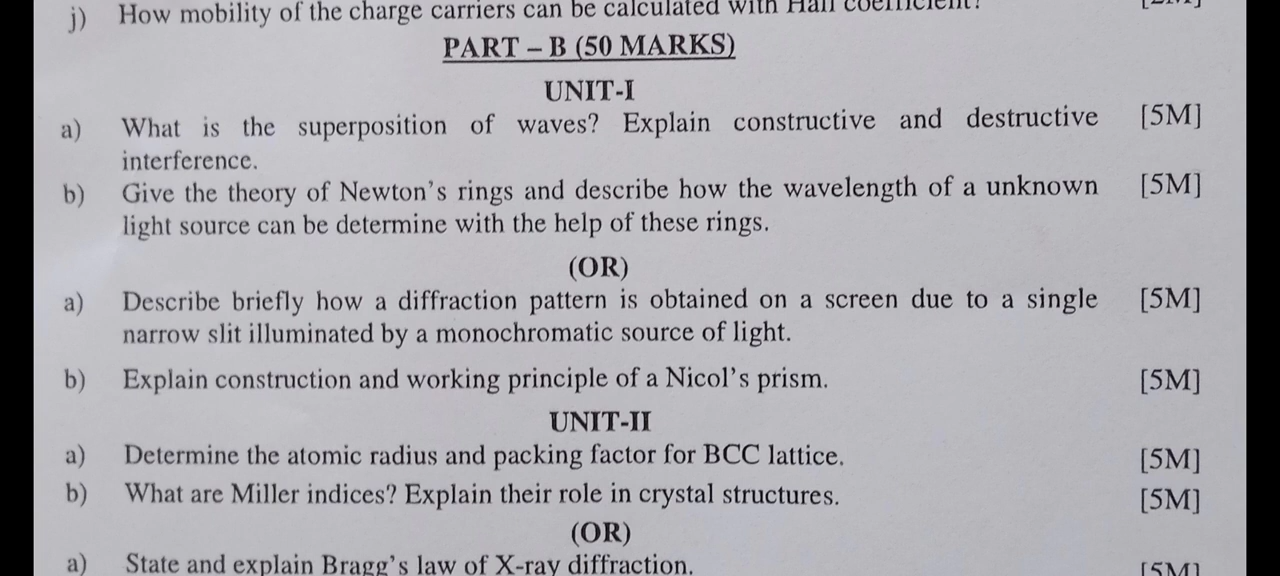 j) How mobility of the charge carriers can be calculated with Hall coefficient?
PART – B (50 MARKS)
UNIT-I
a) What is the superposition of waves? Explain constructive and destructive [5M]
interference.
b) Give the theory of Newton's rings and describe how the wavelength of a unknown [5M]
light source can be determine with the help of these rings.
(OR)
a) Describe briefly how a diffraction pattern is obtained on a screen due to a single [5M]
narrow slit illuminated by a monochromatic source of light.
b) Explain construction and working principle of a Nicol's prism. [5M]
UNIT-II
a) Determine the atomic radius and packing factor for BCC lattice. [5M]
b) What are Miller indices? Explain their role in crystal structures. [5M]
(OR)
a) State and explain Bragg's law of X-ray diffraction. [5M]